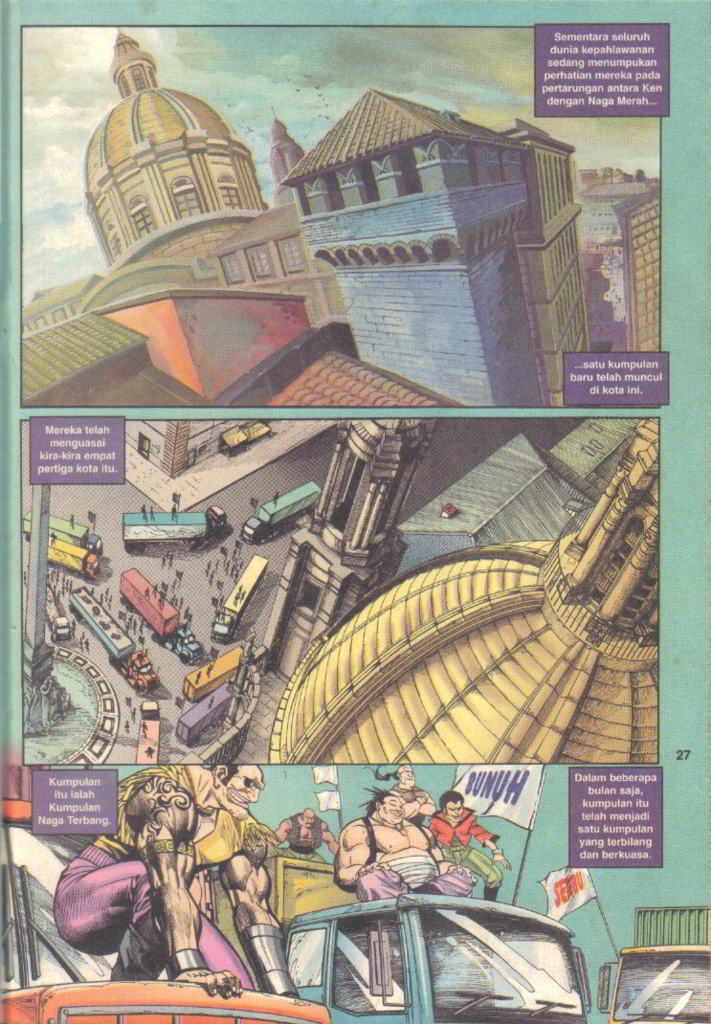 Sementara seluruh
dunia kepahlawanan
sedang menumpukan
perhatian mereka pada
pertarungan antara Ken
dengan Naga Merah...
...satu kumpulan
baru telah muncul
di kota ini.
Mereka telah
menguasai
kira-kira empat
pertiga kota itu.
27
Kumpulan
itu ialah
Kumpulan
Naga Terbang.
Dalam beberapa
bulan saja,
kumpulan itu
telah menjadi
satu kumpulan
yang terbilang
dan berkuasa.
BUNUH
SERBU